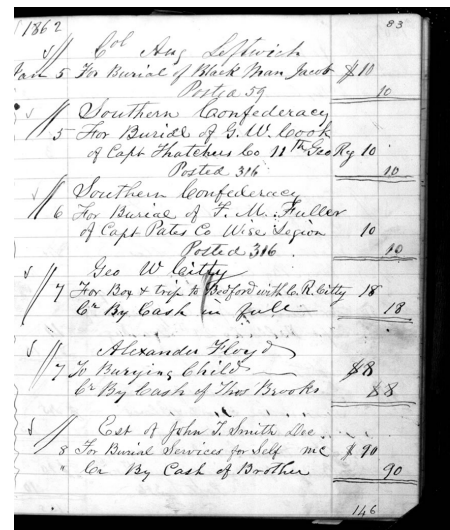 1862 83
Col Aug Leftwich
Jan 5 For Burial of Black Man Jacob $10
Posted 59 10
Southern Confederacy
5 For Burial of G. W. Cook
of Capt Thatchers Co 11th Geo Rg 10
Posted 316 10
Southern Confederacy
6 For Burial of F. M. Fuller
of Capt Pates Co Wise Legion 10
Posted 316 10
Geo W Citty
7 For Box & trip to Bedford with C. R. Citty 18
Cr By Cash in full 18
Alexander Floyd
7 To Burying Child $8
Cr By Cash of Thos Brooks $8
Est of John T. Smith Dec
8 For Burial Services for Self $90
" Cr By Cash of Brother 90
146